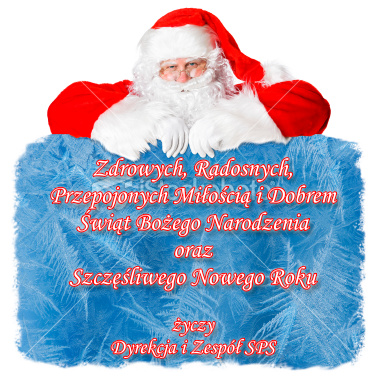 Zdrowych, Radosnych,
Przepojonych Miłością i Dobrem
Świąt Bożego Narodzenia
oraz
Szczęśliwego Nowego Roku
życzy
Dyrekcja i Zespół SPS